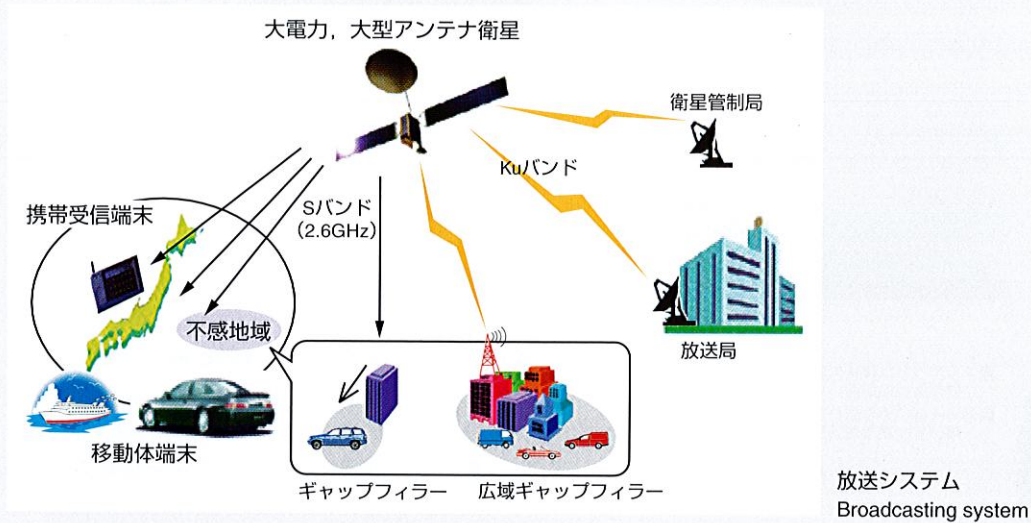 大電力，大型アンテナ衛星
衛星管制局
Kuバンド
携帯受信端末
Sバンド
（2.6GHz）
不感地域
放送局
移動体端末
ギャップフィラー
広域ギャップフィラー
放送システム
Broadcasting system